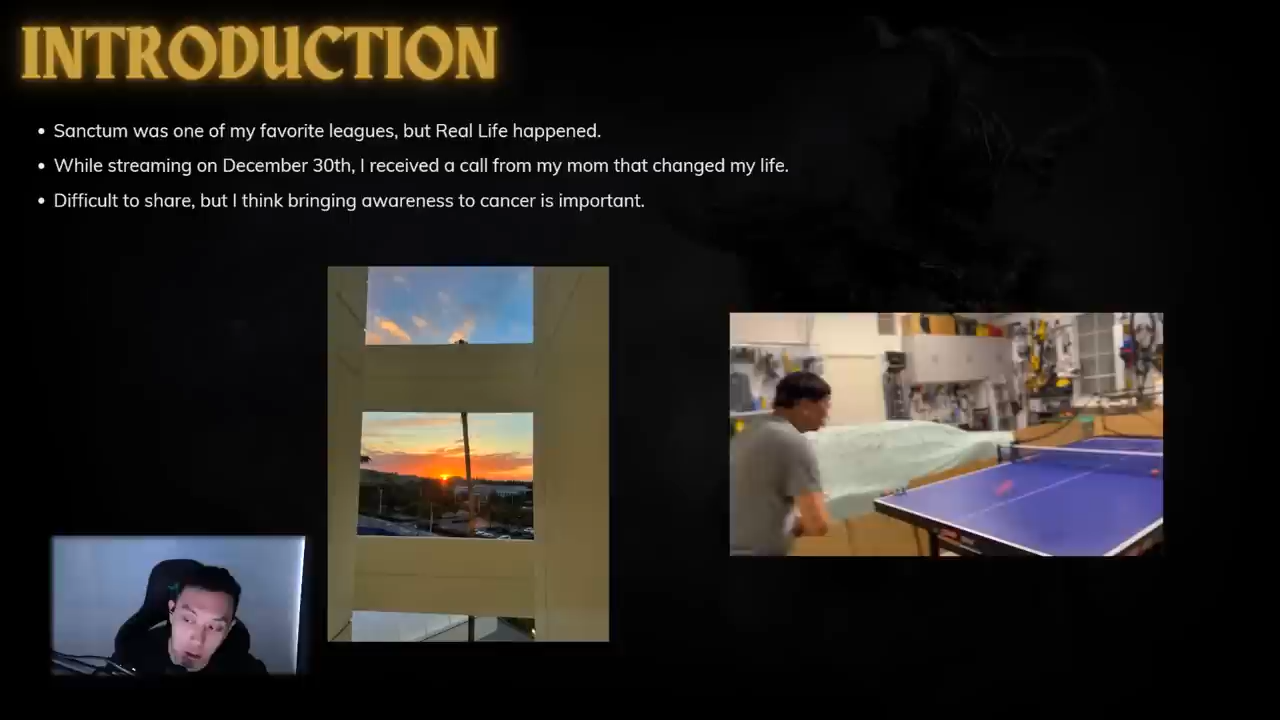 INTRODUCTION
Sanctum was one of my favorite leagues, but Real Life happened.
While streaming on December 30th, I received a call from my mom that changed my life.
Difficult to share, but I think bringing awareness to cancer is important.